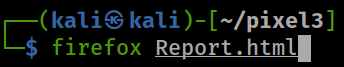 ┌──(kali㉿kali)-[~/pixel3]
└─$ firefox Report.html